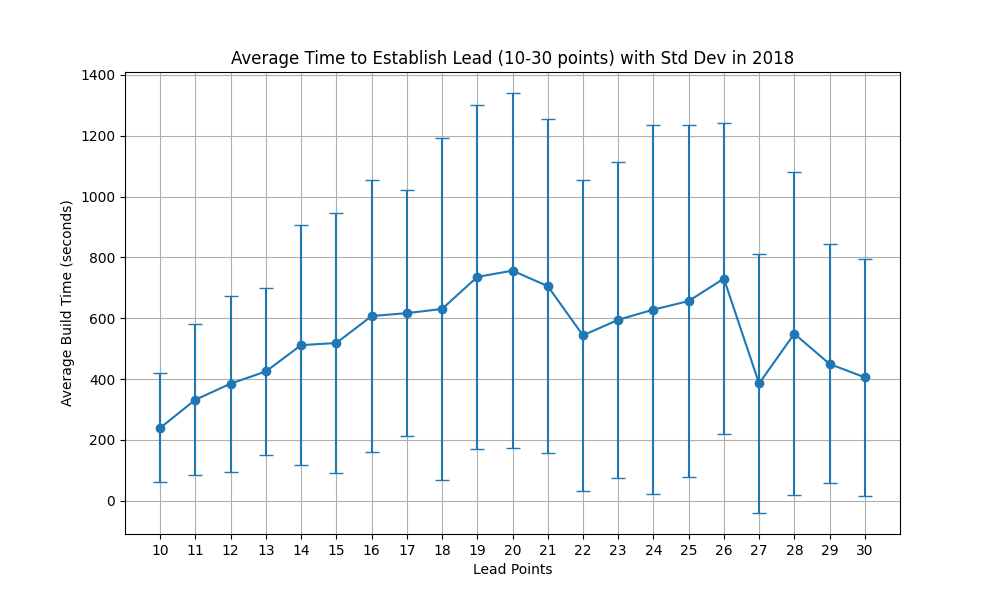 Average Time to Establish Lead (10-30 points) with Std Dev in 2018
Average Build Time (seconds)
1400
1200
1000
800
600
400
200
0
10 11 12 13 14 15 16 17 18 19 20 21 22 23 24 25 26 27 28 29 30
Lead Points